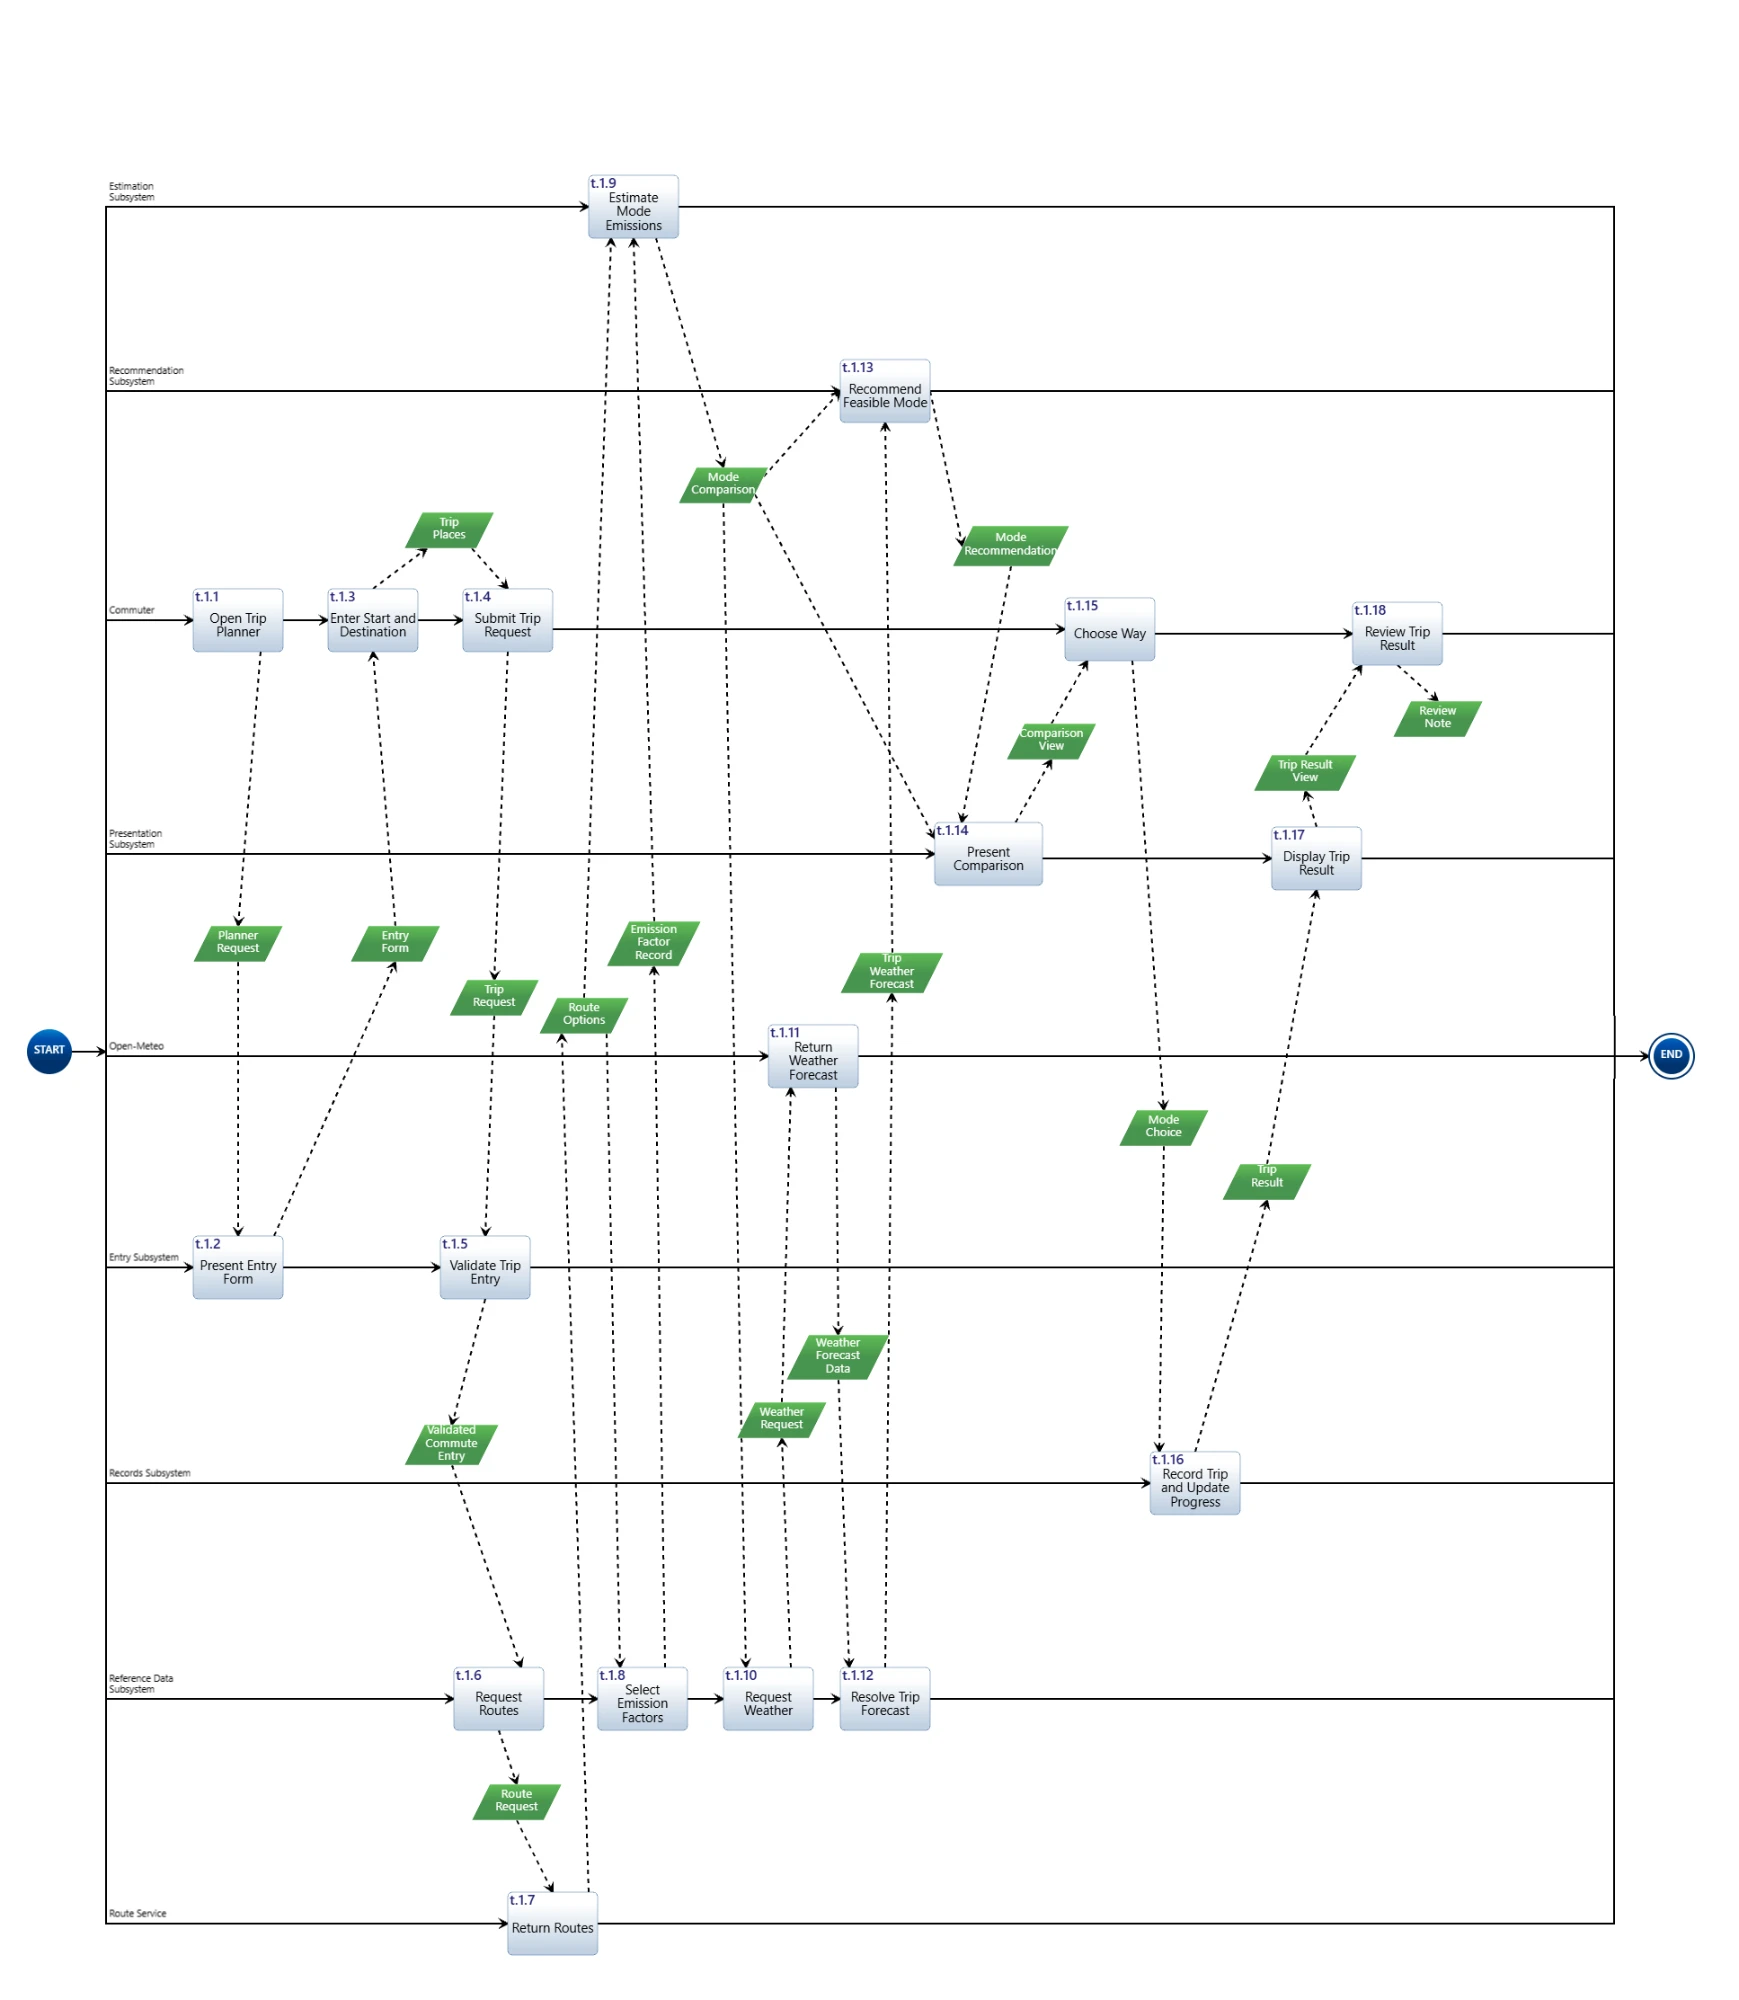 Estimation
Subsystem
t.1.9
Estimate
Mode
Emissions
Recommendation
Subsystem
t.1.13
Recommend
Feasible Mode
Mode
Comparison
Trip
Places
Mode
Recommendation
Commuter
t.1.1
Open Trip
Planner
t.1.3
Enter Start and
Destination
t.1.4
Submit Trip
Request
t.1.15
Choose Way
t.1.18
Review Trip
Result
Review
Note
Comparison
View
Trip Result
View
Presentation
Subsystem
t.1.14
Present
Comparison
t.1.17
Display Trip
Result
Planner
Request
Entry
Form
Emission
Factor
Record
Trip
Weather
Forecast
Trip
Request
Route
Options
START
Open-Meteo
t.1.11
Return
Weather
Forecast
END
Mode
Choice
Trip
Result
Entry Subsystem
t.1.2
Present Entry
Form
t.1.5
Validate Trip
Entry
Weather
Forecast
Data
Weather
Request
Validated
Commute
Entry
Records Subsystem
t.1.16
Record Trip
and Update
Progress
Reference Data
Subsystem
t.1.6
Request
Routes
t.1.8
Select
Emission
Factors
t.1.10
Request
Weather
t.1.12
Resolve Trip
Forecast
Route
Request
Route Service
t.1.7
Return Routes